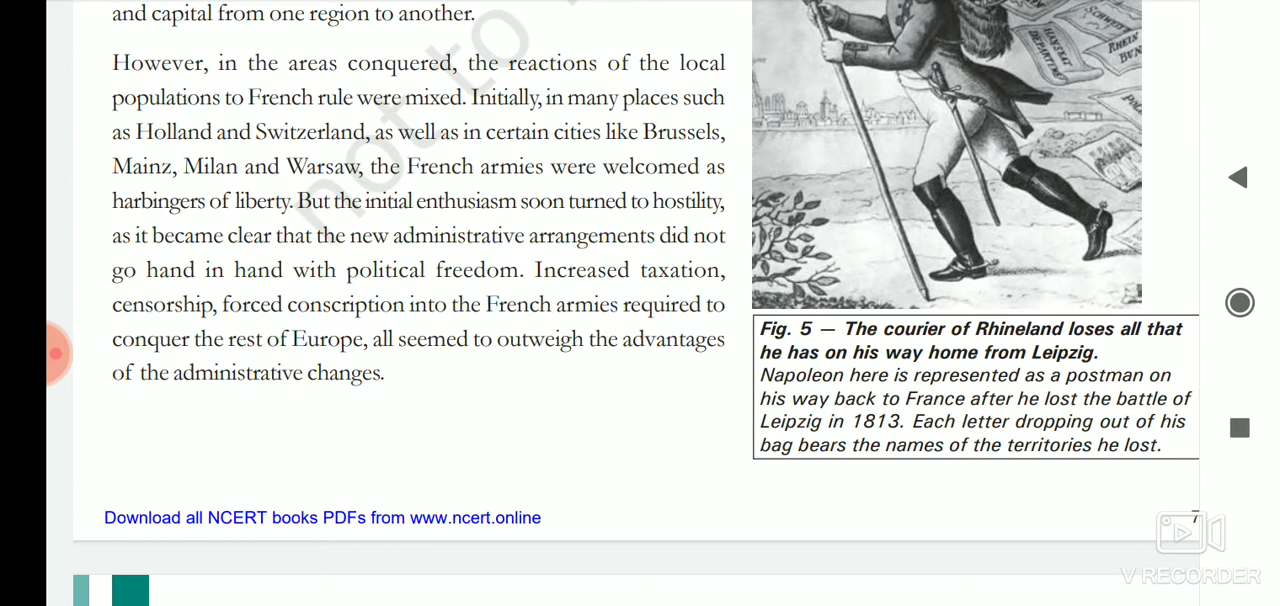 and capital from one region to another.
However, in the areas conquered, the reactions of the local
populations to French rule were mixed. Initially, in many places such
as Holland and Switzerland, as well as in certain cities like Brussels,
Mainz, Milan and Warsaw, the French armies were welcomed as
harbingers of liberty. But the initial enthusiasm soon turned to hostility,
as it became clear that the new administrative arrangements did not
go hand in hand with political freedom. Increased taxation,
censorship, forced conscription into the French armies required to
conquer the rest of Europe, all seemed to outweigh the advantages
of the administrative changes.
not to
HANSEAT
DEPARTEM
RHEIN
BUN
Fig. 5 — The courier of Rhineland loses all that
he has on his way home from Leipzig.
Napoleon here is represented as a postman on
his way back to France after he lost the battle of
Leipzig in 1813. Each letter dropping out of his
bag bears the names of the territories he lost.
Download all NCERT books PDFs from www.ncert.online
7
V RECORDER